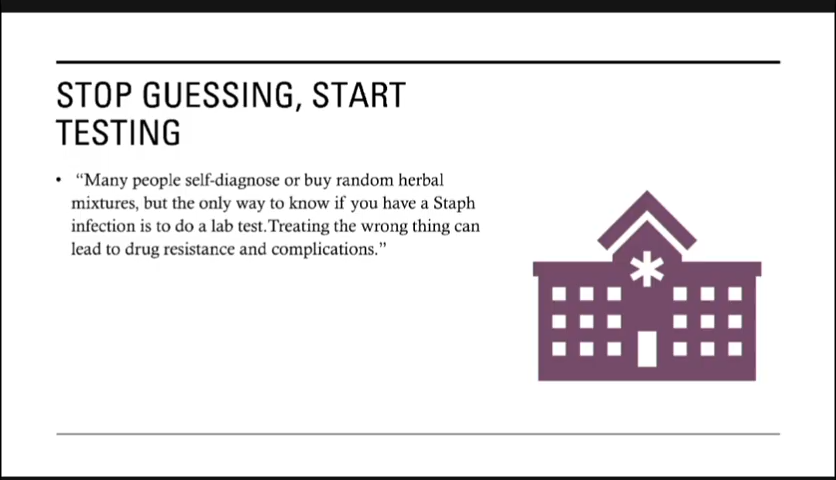 STOP GUESSING, START
TESTING
• “Many people self-diagnose or buy random herbal
mixtures, but the only way to know if you have a Staph
infection is to do a lab test.Treating the wrong thing can
lead to drug resistance and complications.”